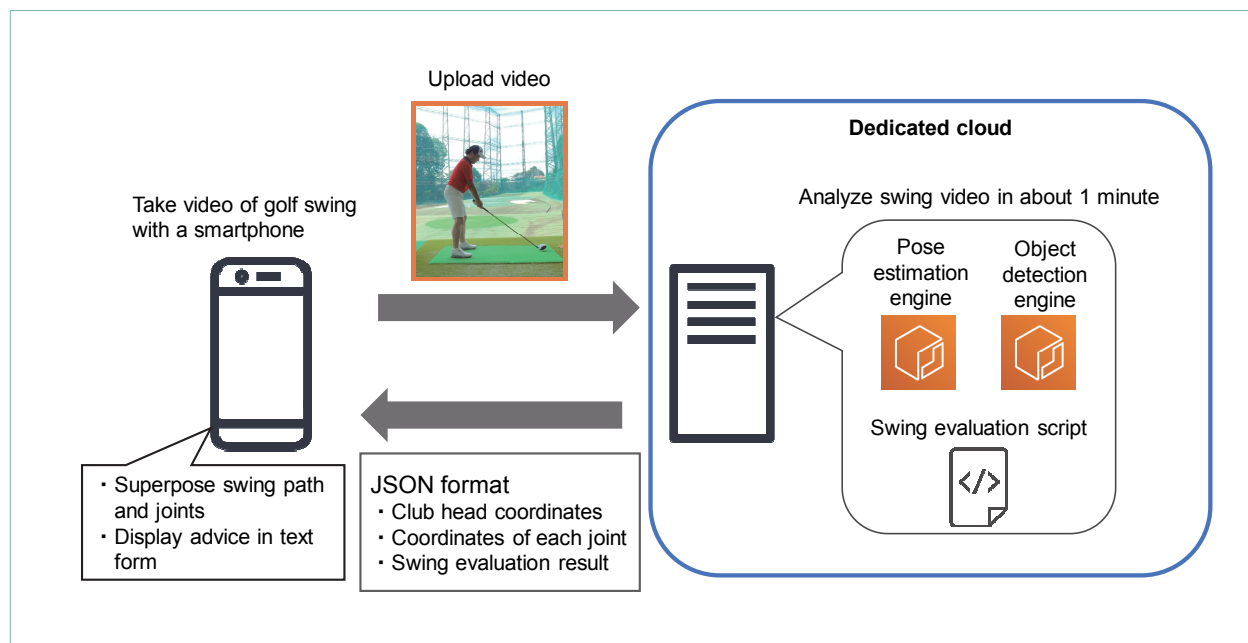 Upload video
Take video of golf swing
with a smartphone
・Superpose swing path
and joints
・Display advice in text
form
JSON format
・Club head coordinates
・Coordinates of each joint
・Swing evaluation result
Dedicated cloud
Analyze swing video in about 1 minute
Pose
estimation
engine
Object
detection
engine
Swing evaluation script
</>